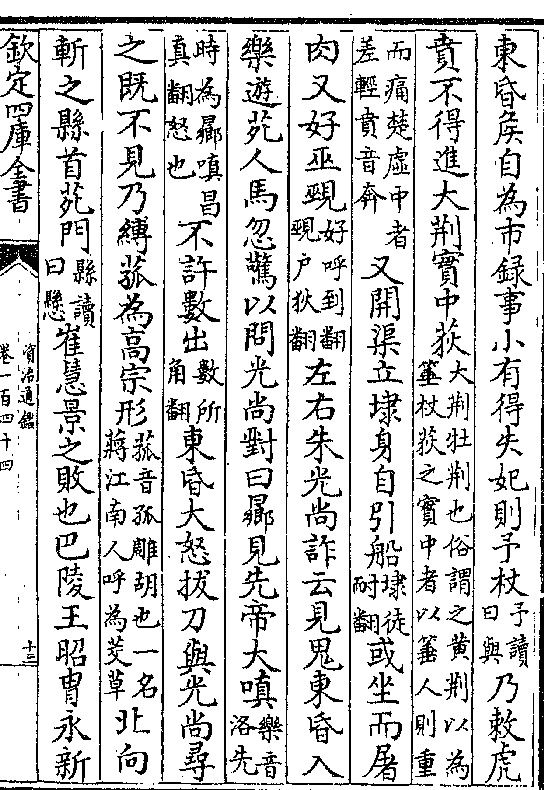 東昏侯自為市録事小有得失妃則予杖予讀曰與乃敕虎
賁不得進大荆實中荻大荆牡荆也俗謂之黄荆以為箠杖荻之實中者以箠人則重
而痛楚虚中者差輕賁音奔又開渠立埭身自引船埭徒耐翻或坐而屠
肉又好巫覡好呼到翻覡户狄翻左右朱光尚詐云見鬼東昏入
樂遊苑人馬忽驚以問光尚對曰曏見先帝大嗔樂音洛先
時為曏嗔昌真翻怒也不許數出數所角翻東昏大怒拔刀與光尚尋
之既不見乃縛菰為高宗形菰音孤雕胡也一名蔣江南人呼為茭草北向
斬之縣首苑門縣讀曰懸崔慧景之敗也巴陵王昭胄永新
欽定四庫全書
資治通鑑
卷一百四十四
十三